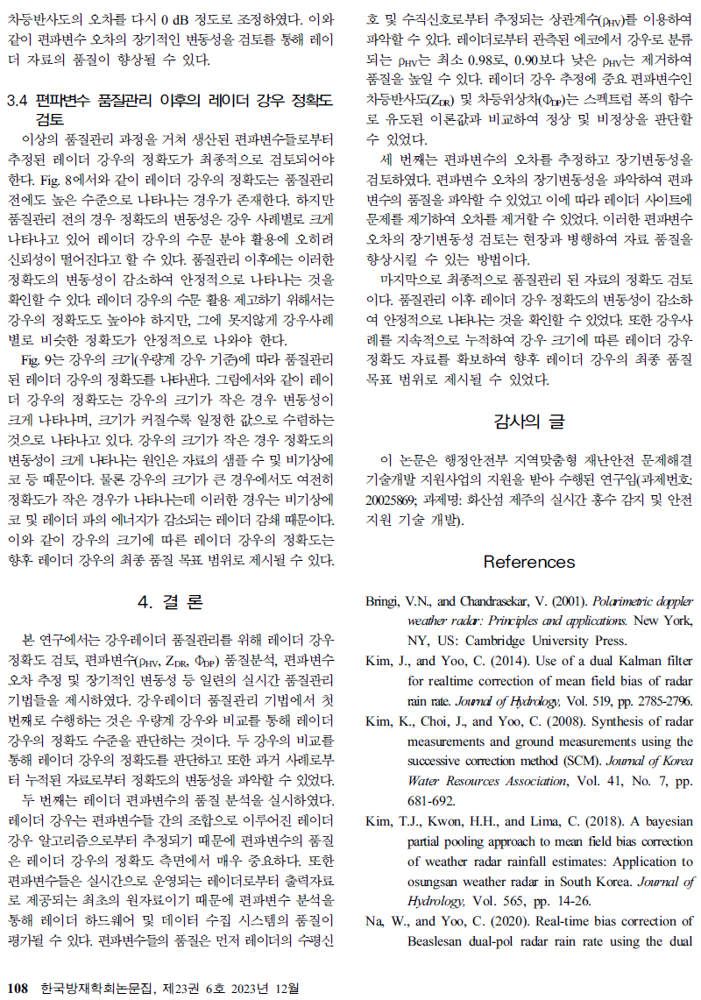 차등반사도의 오차를 다시 0 dB 정도로 조정하였다. 이와
같이 편파변수 오차의 장기적인 변동성을 검토를 통해 레이
더 자료의 품질이 향상될 수 있다.
3.4 편파변수 품질관리 이후의 레이더 강우 정확도
검토
이상의 품질관리 과정을 거쳐 생산된 편파변수들로부터
추정된 레이더 강우의 정확도가 최종적으로 검토되어야
한다. Fig. 8에서와 같이 레이더 강우의 정확도는 품질관리
전에도 높은 수준으로 나타나는 경우가 존재한다. 하지만
품질관리 전의 경우 정확도의 변동성은 강우 사례별로 크게
나타나고 있어 레이더 강우의 수문 분야 활용에 오히려
신뢰성이 떨어진다고 할 수 있다. 품질관리 이후에는 이러한
정확도의 변동성이 감소하여 안정적으로 나타나는 것을
확인할 수 있다. 레이더 강우의 수문 활용 제고하기 위해서는
강우의 정확도도 높아야 하지만, 그에 못지않게 강우사례
별로 비슷한 정확도가 안정적으로 나와야 한다.
Fig. 9는 강우의 크기(우량계 강우 기준)에 따라 품질관리
된 레이더 강우의 정확도를 나타낸다. 그림에서와 같이 레이
더 강우의 정확도는 강우의 크기가 작은 경우 변동성이
크게 나타나며, 크기가 커질수록 일정한 값으로 수렴하는
것으로 나타나고 있다. 강우의 크기가 작은 경우 정확도의
변동성이 크게 나타나는 원인은 자료의 샘플 수 및 비기상에
코 등 때문이다. 물론 강우의 크기가 큰 경우에서도 여전히
정확도가 작은 경우가 나타나는데 이러한 경우는 비기상에
코 및 레이더 파의 에너지가 감소되는 레이더 감쇄 때문이다.
이와 같이 강우의 크기에 따른 레이더 강우의 정확도는
향후 레이더 강우의 최종 품질 목표 범위로 제시될 수 있다.
4. 결 론
본 연구에서는 강우레이더 품질관리를 위해 레이더 강우
정확도 검토, 편파변수(ρHV, ZDR, ΦDP) 품질분석, 편파변수
오차 추정 및 장기적인 변동성 등 일련의 실시간 품질관리
기법들을 제시하였다. 강우레이더 품질관리 기법에서 첫
번째로 수행하는 것은 우량계 강우와 비교를 통해 레이더
강우의 정확도 수준을 판단하는 것이다. 두 강우의 비교를
통해 레이더 강우의 정확도를 판단하고 또한 과거 사례로부
터 누적된 자료로부터 정확도의 변동성을 파악할 수 있었다.
두 번째는 레이더 편파변수의 품질 분석을 실시하였다.
레이더 강우는 편파변수들 간의 조합으로 이루어진 레이더
강우 알고리즘으로부터 추정되기 때문에 편파변수의 품질
은 레이더 강우의 정확도 측면에서 매우 중요하다. 또한
편파변수들은 실시간으로 운영되는 레이더로부터 출력자료
로 제공되는 최초의 원자료이기 때문에 편파변수 분석을
통해 레이더 하드웨어 및 데이터 수집 시스템의 품질이
평가될 수 있다. 편파변수들의 품질은 먼저 레이더의 수평신
호 및 수직신호로부터 추정되는 상관계수(ρHV)를 이용하여
파악할 수 있다. 레이더로부터 관측된 에코에서 강우로 분류
되는 ρHV는 최소 0.98로, 0.90보다 낮은 ρHV는 제거하여
품질을 높일 수 있다. 레이더 강우 추정에 중요 편파변수인
차등반사도(ZDR) 및 차등위상차(ΦDP)는 스펙트럼 폭의 함수
로 유도된 이론값과 비교하여 정상 및 비정상을 판단할
수 있었다.
세 번째는 편파변수의 오차를 추정하고 장기변동성을
검토하였다. 편파변수 오차의 장기변동성을 파악하여 편파
변수의 품질을 파악할 수 있었고 이에 따라 레이더 사이트에
문제를 제기하여 오차를 제거할 수 있었다. 이러한 편파변수
오차의 장기변동성 검토는 현장과 병행하여 자료 품질을
향상시킬 수 있는 방법이다.
마지막으로 최종적으로 품질관리 된 자료의 정확도 검토
이다. 품질관리 이후 레이더 강우 정확도의 변동성이 감소하
여 안정적으로 나타나는 것을 확인할 수 있었다. 또한 강우사
례를 지속적으로 누적하여 강우 크기에 따른 레이더 강우
정확도 자료를 확보하여 향후 레이더 강우의 최종 품질
목표 범위로 제시될 수 있었다.
감사의 글
이 논문은 행정안전부 지역맞춤형 재난안전 문제해결
기술개발 지원사업의 지원을 받아 수행된 연구임(과제번호:
20025869; 과제명: 화산섬 제주의 실시간 홍수 감지 및 안전
지원 기술 개발).
References
Bringi, V.N., and Chandrasekar, V. (2001). Polarimetric doppler
weather radar: Principles and applications. New York,
NY, US: Cambridge University Press.
Kim, J., and Yoo, C. (2014). Use of a dual Kalman filter
for realtime correction of mean field bias of radar
rain rate. Journal of Hydrology, Vol. 519, pp. 2785-2796.
Kim, K., Choi, J., and Yoo, C. (2008). Synthesis of radar
measurements and ground measurements using the
successive correction method (SCM). Journal of Korea
Water Resources Association, Vol. 41, No. 7, pp.
681-692.
Kim, T.J., Kwon, H.H., and Lima, C. (2018). A bayesian
partial pooling approach to mean field bias correction
of weather radar rainfall estimates: Application to
osungsan weather radar in South Korea. Journal of
Hydrology, Vol. 565, pp. 14-26.
Na, W., and Yoo, C. (2020). Real-time bias correction of
Beaslesan dual-pol radar rain rate using the dual
108 한국방재학회논문집, 제23권 6호 2023년 12월